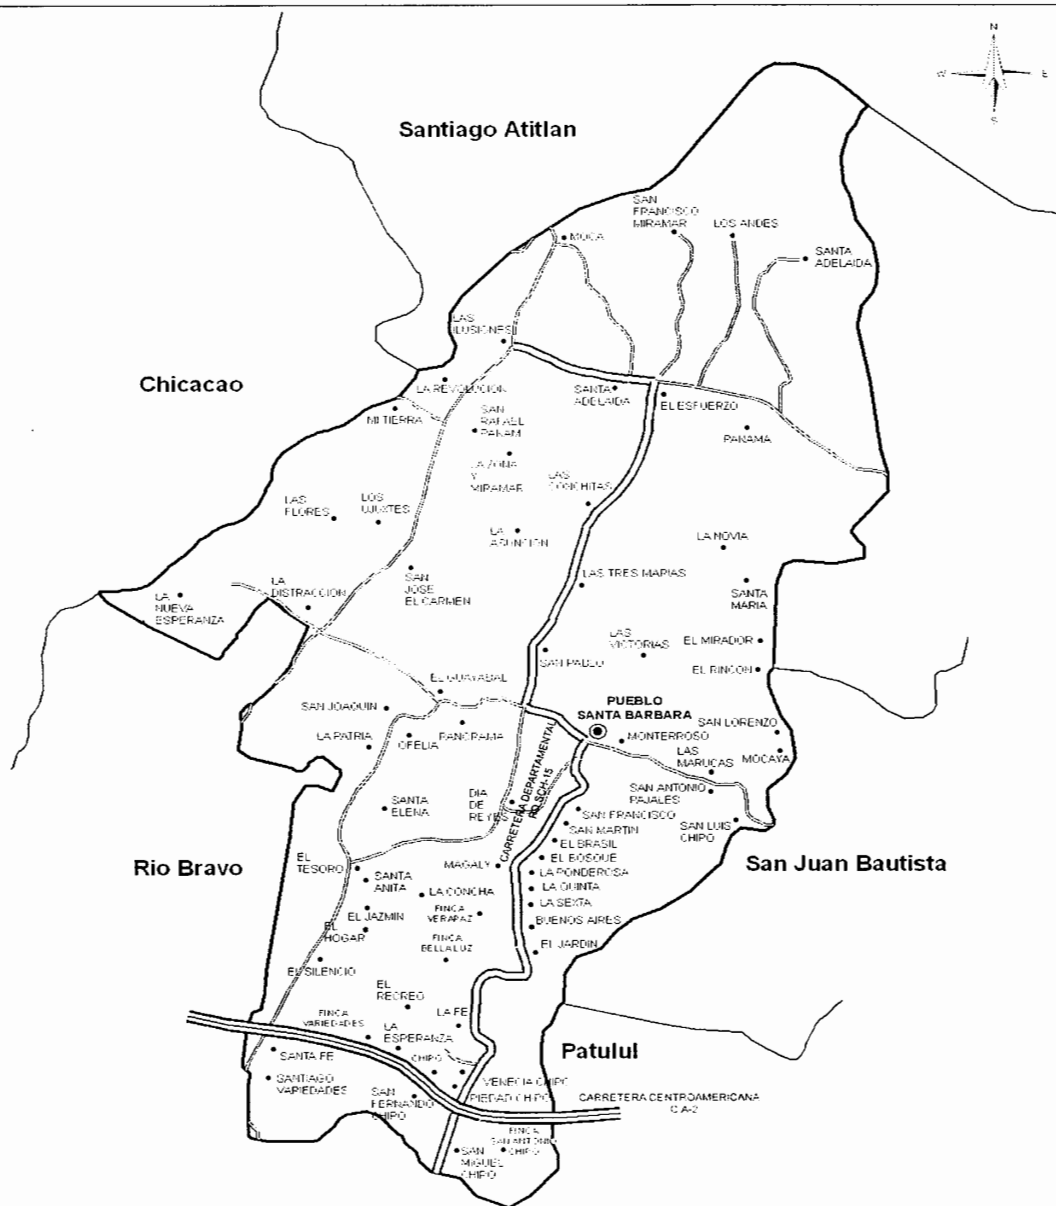 N
W
E
S
Santiago Atitlan
SAN
FRANCISCO
MIRAMAR
LOS ANDES
MOCA
SANTA
ADELAIDA
LAS
ILUSIONES
Chicacao
LA REVOLUCION
SANTA
ADELAIDA
EL ESFUERZO
MI TIERRA
SAN
RAFAEL
PANAM
PANAMA
LA ZONA
Y
MIRAMAR
LAS
CONCHITAS
LAS
FLORES
LOS
UJUXTES
LA
ASUNCION
LA NOVIA
LA
DISTRACCION
SAN
JOSE
EL CARMEN
LAS TRES MARIAS
LA
NUEVA
ESPERANZA
SANTA
MARIA
LAS
VICTORIAS
EL MIRADOR
SAN PABLO
EL RINCON
EL GUAYABAL
PUEBLO
SANTA BARBARA
SAN JOAQUIN
SAN LORENZO
LA PATRIA
OFELIA
PANORAMA
MONTERROSO
LAS
MARUCAS
MOCAYA
CARRETERA DEPARTAMENTAL
RD SCH-15
SANTA
ELENA
DIA
DE
REYES
SAN ANTONIO
PAJALES
SAN FRANCISCO
SAN MARTIN
SAN LUIS
CHIPO
EL BRASIL
Rio Bravo
EL
TESORO
MAGALY
EL BOSQUE
San Juan Bautista
LA PONDEROSA
SANTA
ANITA
LA CONCHA
LA QUINTA
LA SEXTA
EL JAZMIN
FINCA
VERAPAZ
BUENOS AIRES
EL
HOGAR
FINCA
BELLA LUZ
EL JARDIN
EL SILENCIO
EL
RECREO
FINCA
VARIEDADES
LA
ESPERANZA
LA FE
Patulul
SANTA FE
CHIPO
SANTIAGO
VARIEDADES
VENECIA CHIPO
SAN
FERNANDO
CHIPO
PIEDAD CHIPO
CARRETERA CENTROAMERICANA
CA-2
FINCA
SAN ANTONIO
CHIPO
SAN
MIGUEL
CHIPO